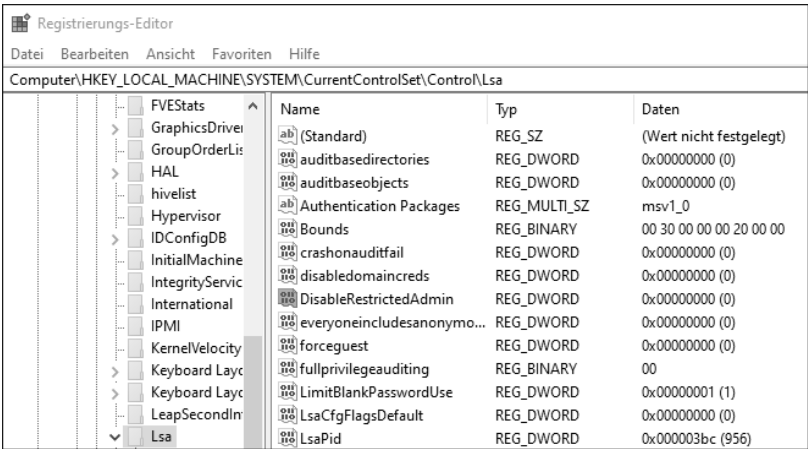 Registrierungs-Editor
Datei Bearbeiten Ansicht Favoriten Hilfe
Computer\HKEY_LOCAL_MACHINE\SYSTEM\CurrentControlSet\Control\Lsa
FVEStats
GraphicsDriver
GroupOrderLis
HAL
hivelist
Hypervisor
IDConfigDB
InitialMachine
IntegrityServic
International
IPMI
KernelVelocity
Keyboard Layo
Keyboard Layo
LeapSecondIn
Lsa
Name Typ Daten
(Standard) REG_SZ (Wert nicht festgelegt)
auditbasedirectories REG_DWORD 0x00000000 (0)
auditbaseobjects REG_DWORD 0x00000000 (0)
Authentication Packages REG_MULTI_SZ msv1_0
Bounds REG_BINARY 00 30 00 00 00 20 00 00
crashonauditfail REG_DWORD 0x00000000 (0)
disabledomaincreds REG_DWORD 0x00000000 (0)
DisableRestrictedAdmin REG_DWORD 0x00000000 (0)
everyoneincludesanonymo... REG_DWORD 0x00000000 (0)
forceguest REG_DWORD 0x00000000 (0)
fullprivilegeauditing REG_BINARY 00
LimitBlankPasswordUse REG_DWORD 0x00000001 (1)
LsaCfgFlagsDefault REG_DWORD 0x00000000 (0)
LsaPid REG_DWORD 0x000003bc (956)